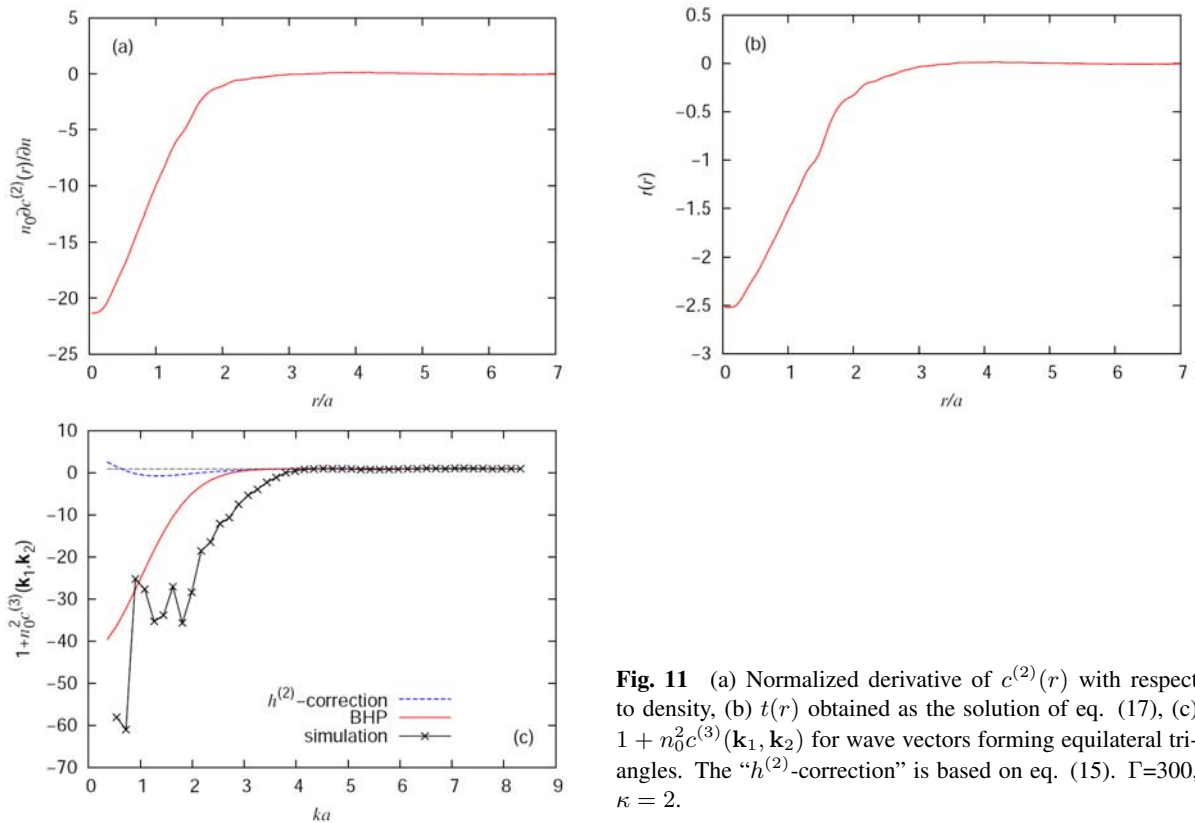 5
0
−5
−10
−15
−20
−25
(a)
n₀∂c⁽²⁾(r)/∂n
0 1 2 3 4 5 6 7
r/a
0.5
0
−0.5
−1
−1.5
−2
−2.5
−3
(b)
t(r)
0 1 2 3 4 5 6 7
r/a
10
0
−10
−20
−30
−40
−50
−60
−70
1+n₀²c⁽³⁾(k₁,k₂)
h⁽²⁾−correction
BHP
simulation
(c)
0 1 2 3 4 5 6 7 8 9
ka
Fig. 11 (a) Normalized derivative of c⁽²⁾(r) with respect
to density, (b) t(r) obtained as the solution of eq. (17), (c)
1 + n₀²c⁽³⁾(k₁, k₂) for wave vectors forming equilateral tri-
angles. The “h⁽²⁾-correction” is based on eq. (15). Γ=300,
κ = 2.